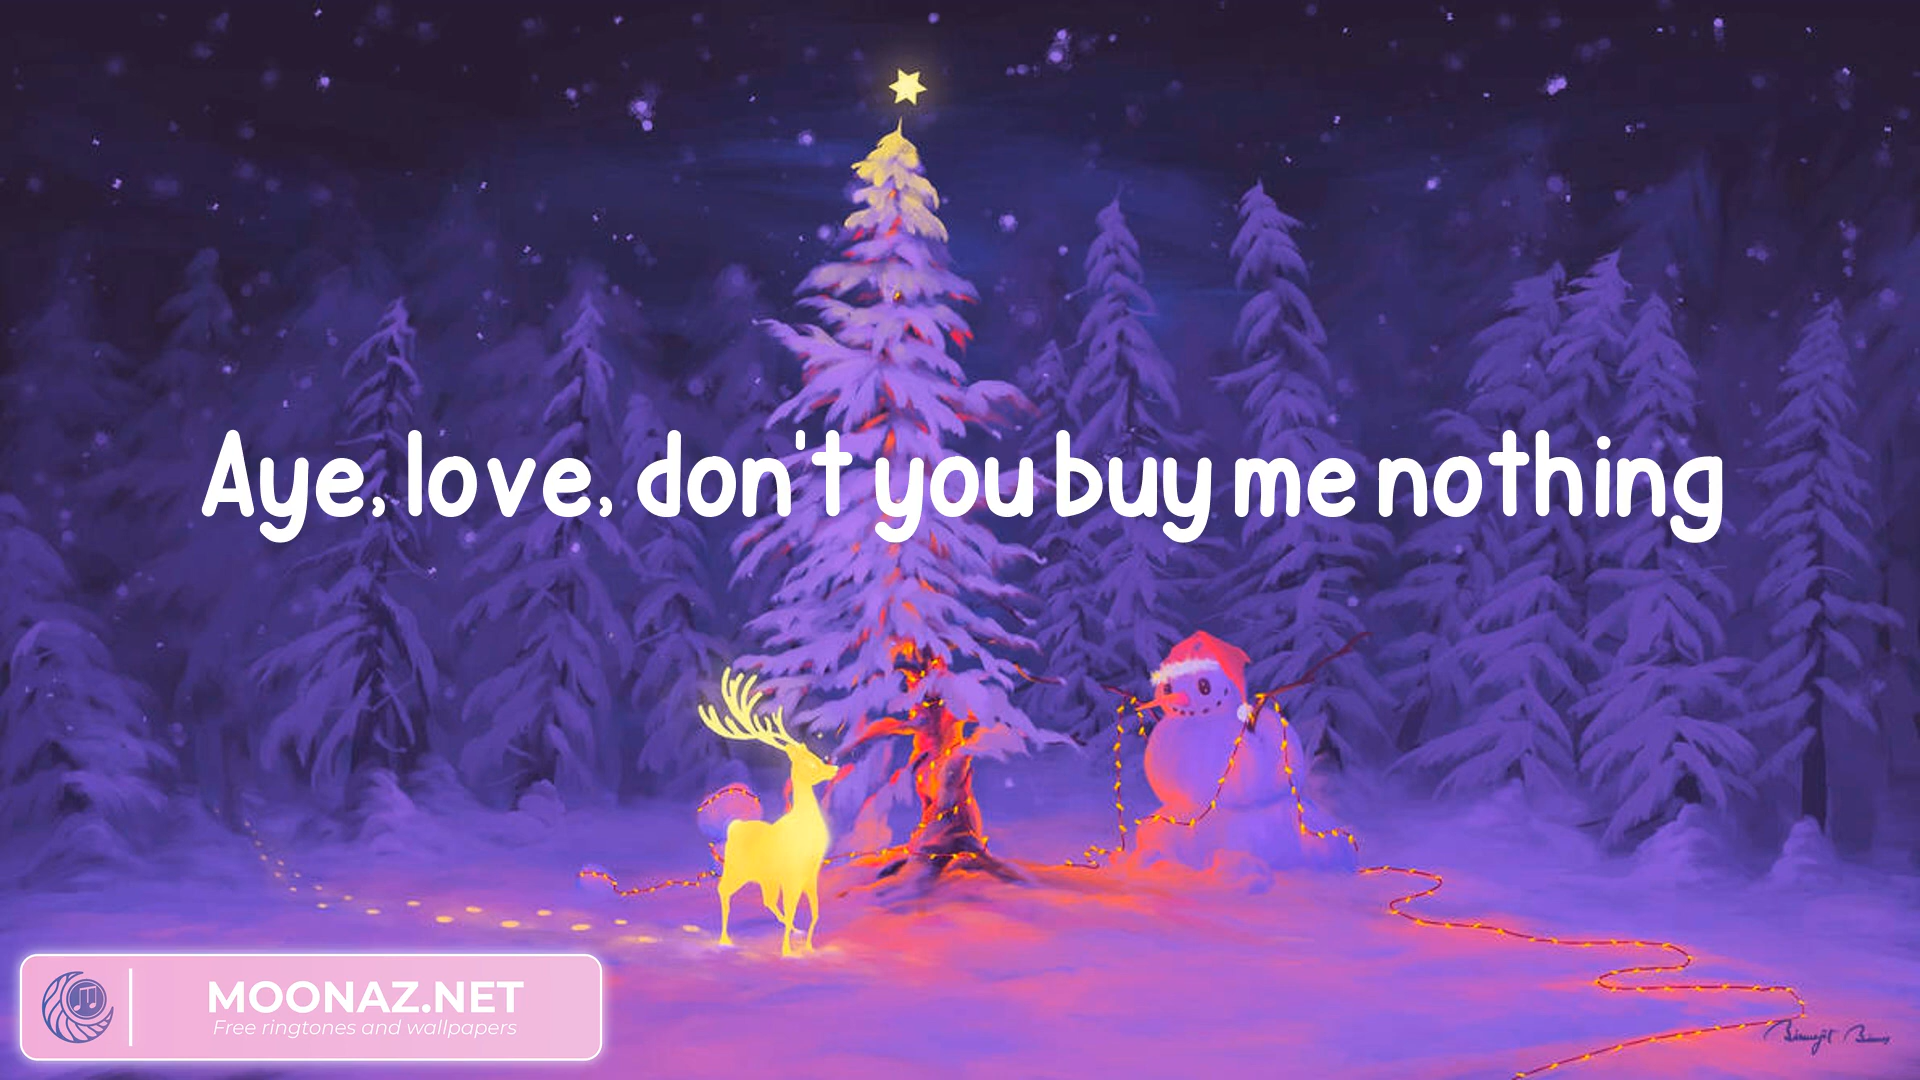 Aye, love, don't you buy me nothing
MOONAZ.NET
Free ringtones and wallpapers